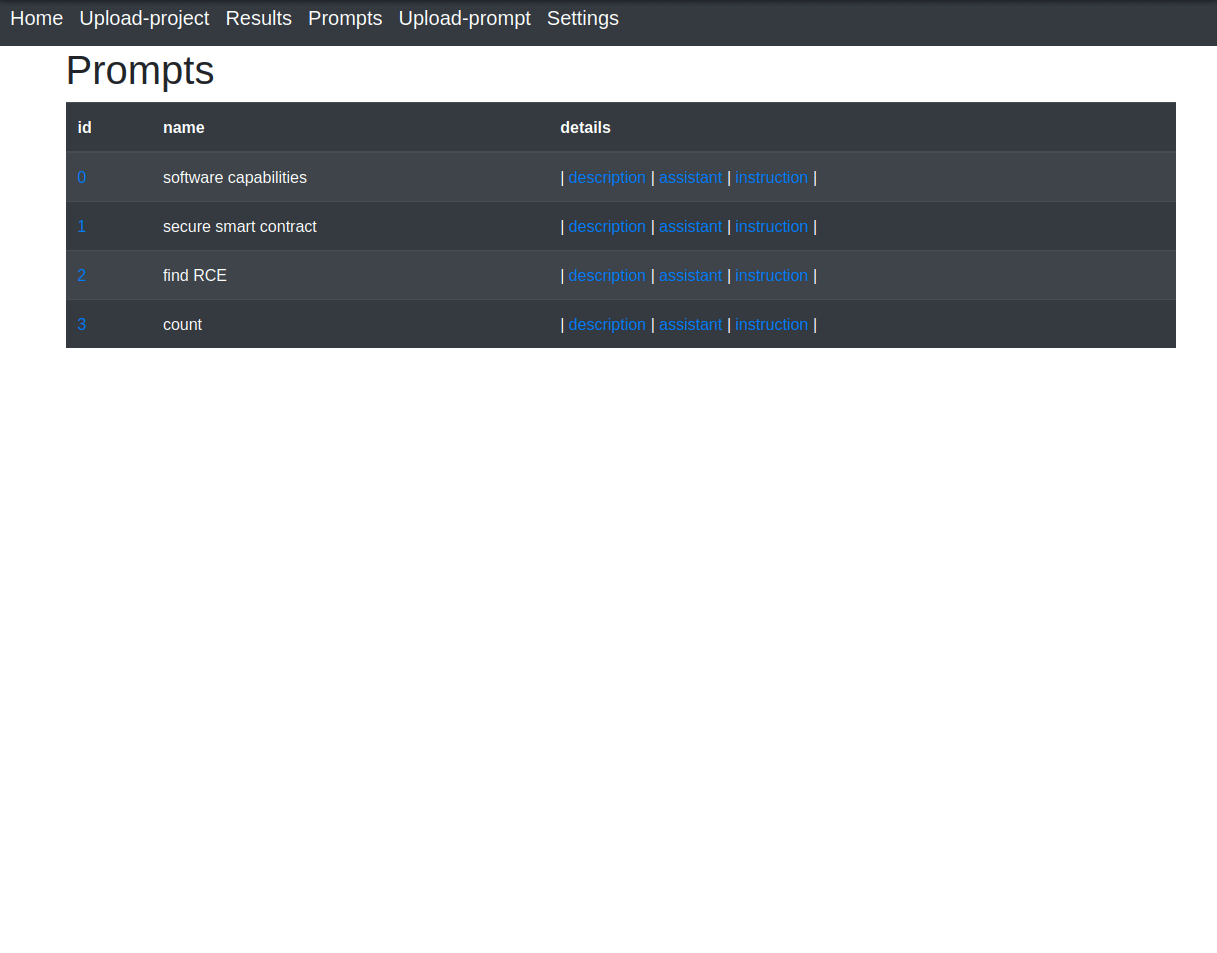 Home Upload-project Results Prompts Upload-prompt Settings
Prompts
id name details
0 software capabilities | description | assistant | instruction |
1 secure smart contract | description | assistant | instruction |
2 find RCE | description | assistant | instruction |
3 count | description | assistant | instruction |